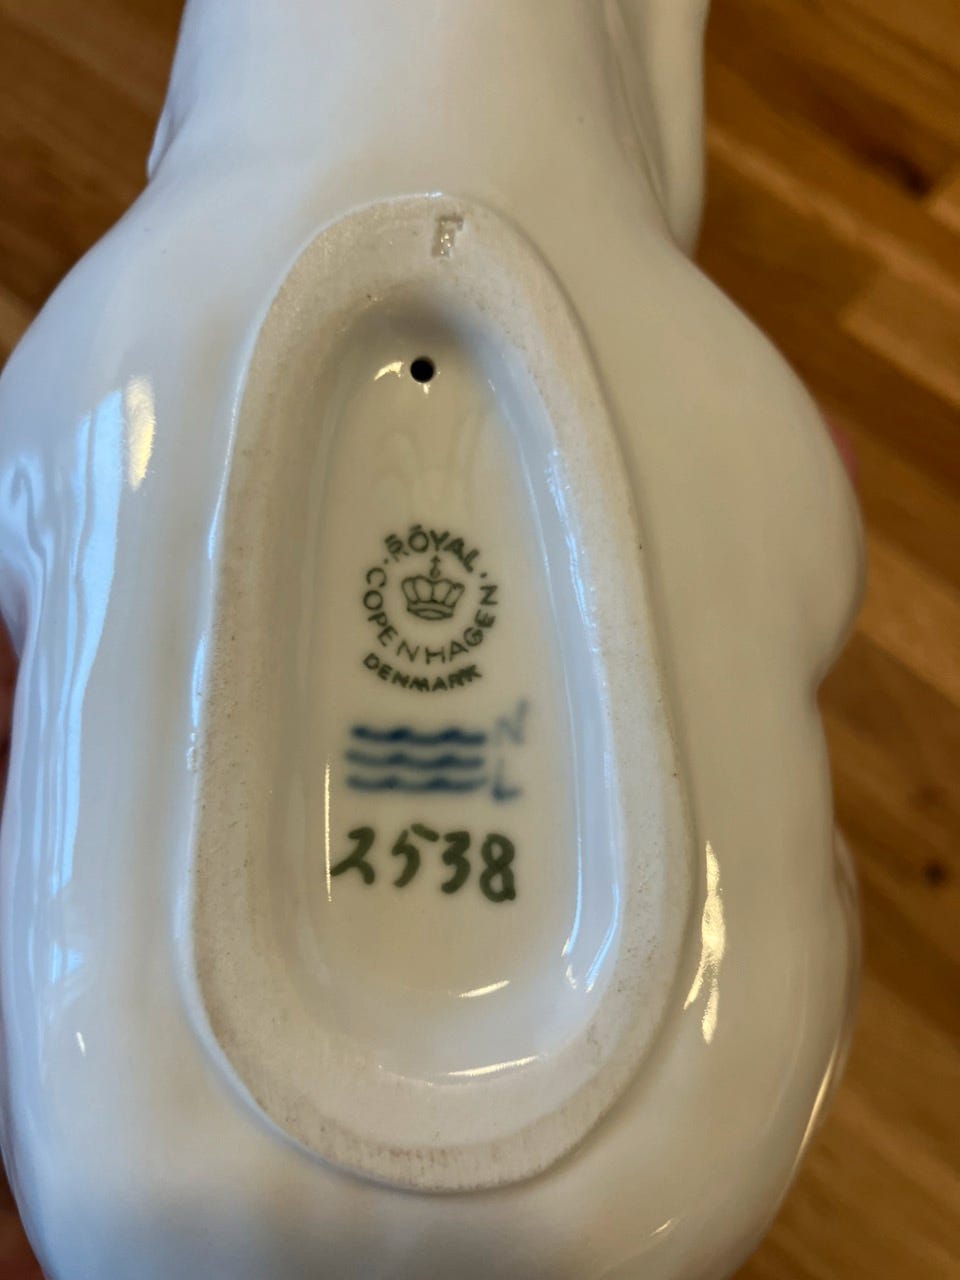 F
ROYAL
COPENHAGEN
DENMARK
N
L
2538